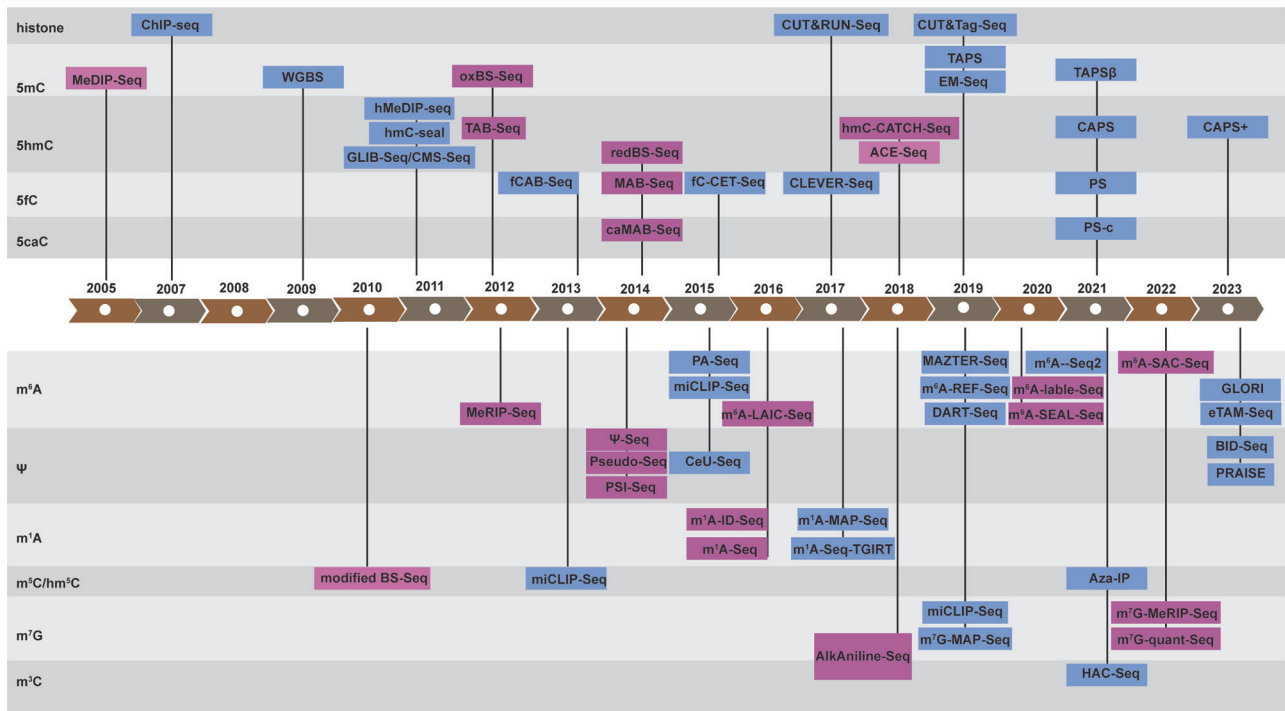 histone
ChIP-seq
CUT&RUN-Seq
CUT&Tag-Seq
5mC
MeDIP-Seq
WGBS
oxBS-Seq
TAPS
EM-Seq
TAPSβ
5hmC
hMeDIP-seq
hmC-seal
GLIB-Seq/CMS-Seq
TAB-Seq
redBS-Seq
hmC-CATCH-Seq
ACE-Seq
CAPS
CAPS+
5fC
fCAB-Seq
MAB-Seq
fC-CET-Seq
CLEVER-Seq
PS
5caC
caMAB-Seq
PS-c
2005 2007 2008 2009 2010 2011 2012 2013 2014 2015 2016 2017 2018 2019 2020 2021 2022 2023
m⁶A
MeRIP-Seq
PA-Seq
miCLIP-Seq
m⁶A-LAIC-Seq
MAZTER-Seq
m⁶A-REF-Seq
DART-Seq
m⁶A--Seq2
m⁶A-lable-Seq
m⁶A-SEAL-Seq
m⁶A-SAC-Seq
GLORI
eTAM-Seq
Ψ
Ψ-Seq
Pseudo-Seq
PSI-Seq
CeU-Seq
BID-Seq
PRAISE
m¹A
m¹A-ID-Seq
m¹A-Seq
m¹A-MAP-Seq
m¹A-Seq-TGIRT
m⁵C/hm⁵C
modified BS-Seq
miCLIP-Seq
Aza-IP
m⁷G
AlkAniline-Seq
miCLIP-Seq
m⁷G-MAP-Seq
m⁷G-MeRIP-Seq
m⁷G-quant-Seq
m³C
HAC-Seq